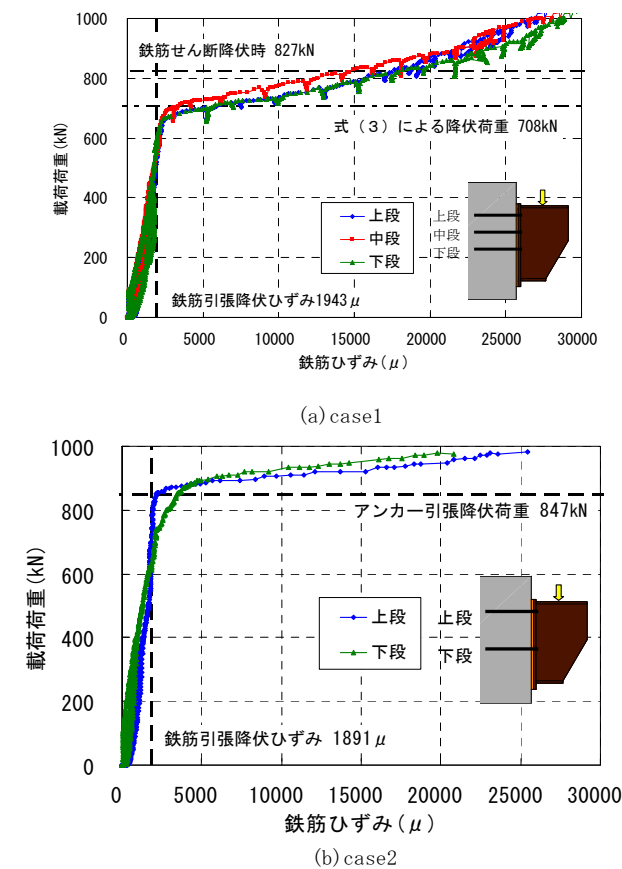 1000
800
600
400
200
0
載荷荷重(kN)
鉄筋せん断降伏時 827kN
式(3)による降伏荷重 708kN
上段
中段
下段
上段
中段
下段
鉄筋引張降伏ひずみ1943μ
0 5000 10000 15000 20000 25000 30000
鉄筋ひずみ(μ)
(a)case1
1000
800
600
400
200
0
載荷荷重(kN)
アンカー引張降伏荷重 847kN
上段
下段
上段
下段
鉄筋引張降伏ひずみ 1891μ
0 5000 10000 15000 20000 25000 30000
鉄筋ひずみ(μ)
(b)case2